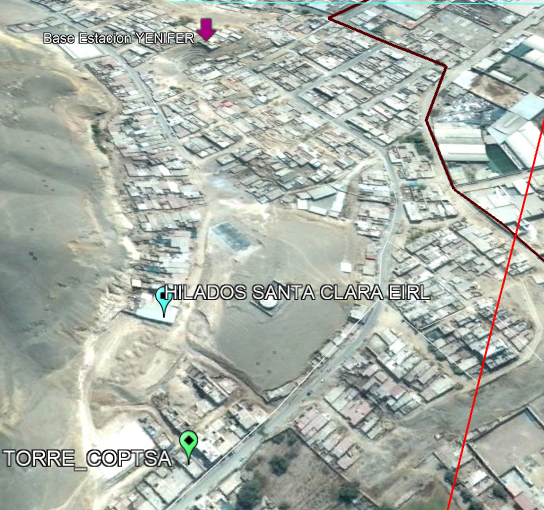 Base Estacion YENIFER
HILADOS SANTA CLARA EIRL
TORRE_COPTSA